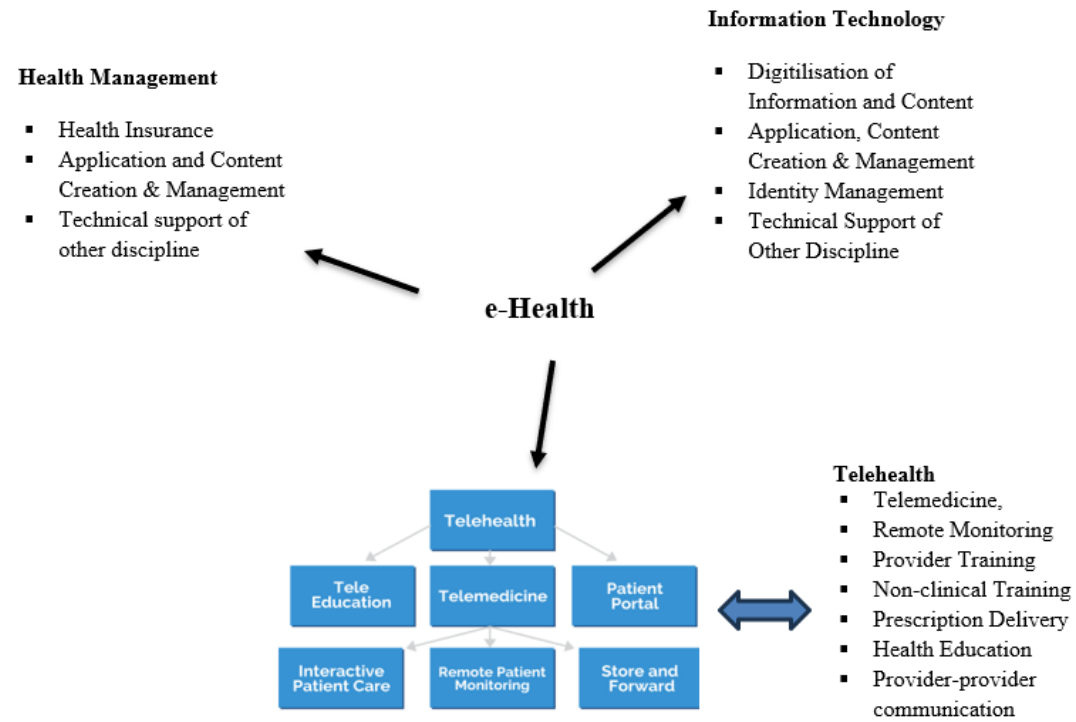 Information Technology
Digitilisation of
Information and Content
Application, Content
Creation & Management
Identity Management
Technical Support of
Other Discipline
Health Management
Health Insurance
Application and Content
Creation & Management
Technical support of
other discipline
e-Health
Telehealth
Tele
Education
Telemedicine
Patient
Portal
Interactive
Patient Care
Remote Patient
Monitoring
Store and
Forward
Telehealth
Telemedicine,
Remote Monitoring
Provider Training
Non-clinical Training
Prescription Delivery
Health Education
Provider-provider
communication